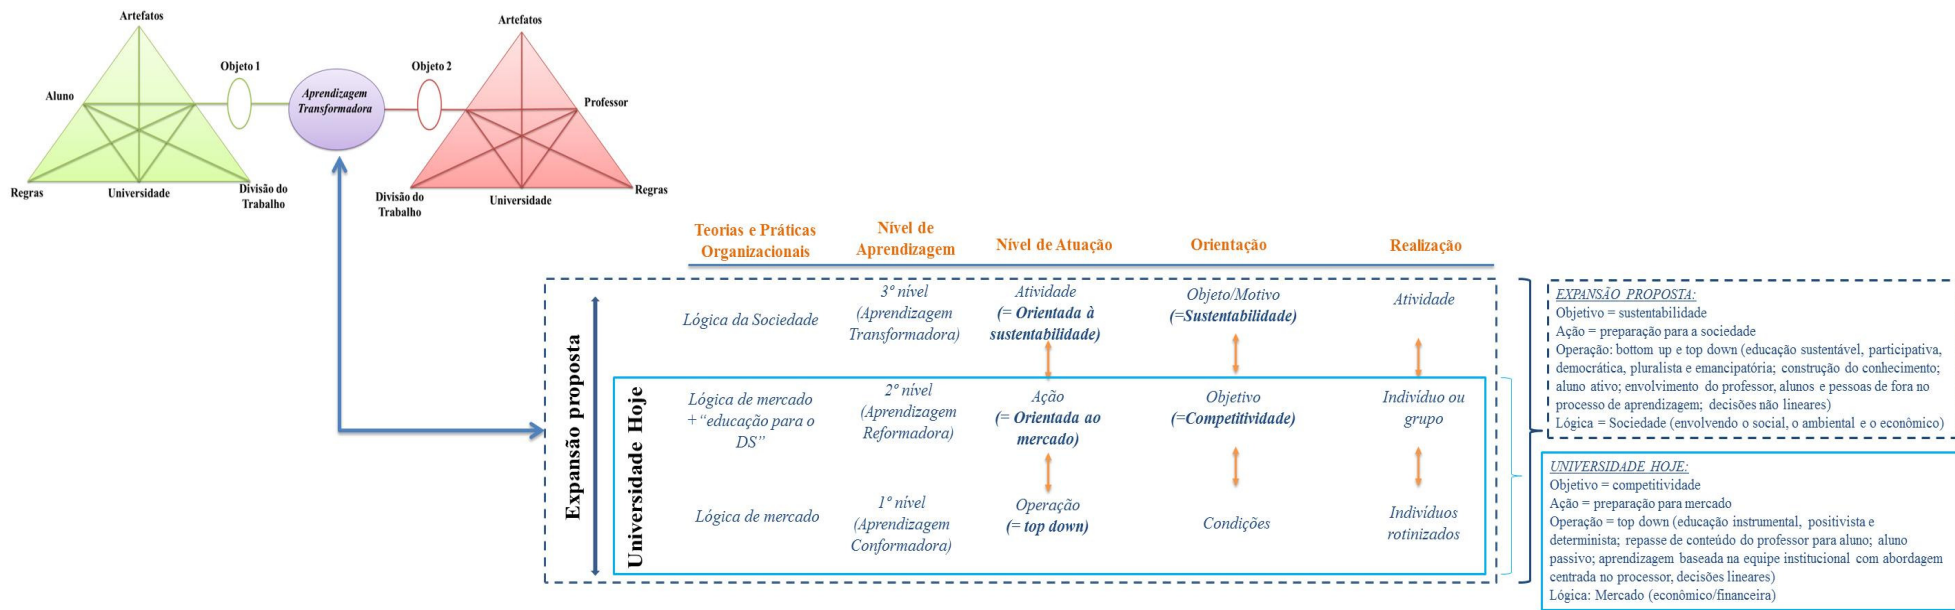 Artefatos
Artefatos
Objeto 1
Objeto 2
Aluno
Aprendizagem
Transformadora
Professor
Regras
Universidade
Divisão do
Trabalho
Divisão do
Trabalho
Universidade
Regras
Teorias e Práticas
Organizacionais
Nível de
Aprendizagem
Nível de Atuação
Orientação
Realização
Expansão proposta
Universidade Hoje
Lógica da Sociedade
3º nível
(Aprendizagem
Transformadora)
Atividade
(= Orientada à
sustentabilidade)
Objeto/Motivo
(=Sustentabilidade)
Atividade
Lógica de mercado
+“educação para o
DS”
2º nível
(Aprendizagem
Reformadora)
Ação
(= Orientada ao
mercado)
Objetivo
(=Competitividade)
Indivíduo ou
grupo
Lógica de mercado
1º nível
(Aprendizagem
Conformadora)
Operação
(= top down)
Condições
Indivíduos
rotinizados
EXPANSÃO PROPOSTA:
Objetivo = sustentabilidade
Ação = preparação para a sociedade
Operação: bottom up e top down (educação sustentável, participativa,
democrática, pluralista e emancipatória; construção do conhecimento;
aluno ativo; envolvimento do professor, alunos e pessoas de fora no
processo de aprendizagem; decisões não lineares)
Lógica = Sociedade (envolvendo o social, o ambiental e o econômico)
UNIVERSIDADE HOJE:
Objetivo = competitividade
Ação = preparação para mercado
Operação = top down (educação instrumental, positivista e
determinista; repasse de conteúdo do professor para aluno; aluno
passivo; aprendizagem baseada na equipe institucional com abordagem
centrada no processor, decisões lineares)
Lógica: Mercado (econômico/financeira)